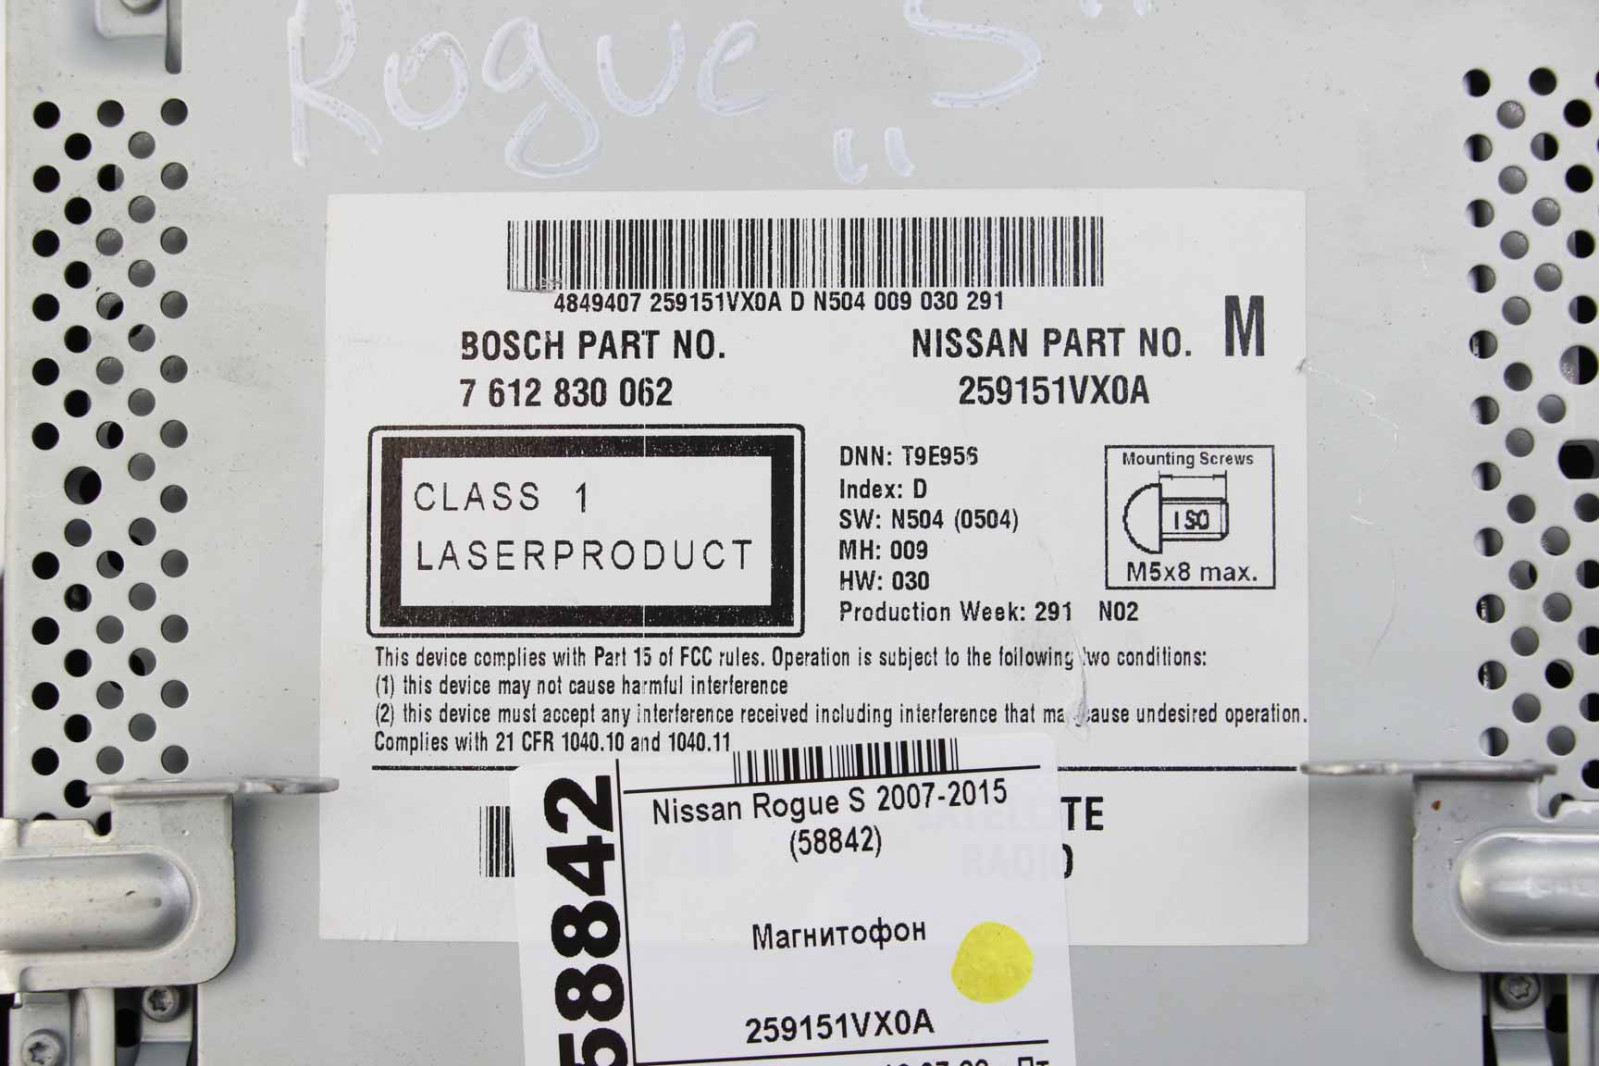 Rogue „S"
4849407 259151VX0A D N504 009 030 291
BOSCH PART NO.
7 612 830 062
NISSAN PART NO. M
259151VX0A
CLASS 1
LASERPRODUCT
DNN: T9E956
Index: D
SW: N504 (0504)
MH: 009
HW: 030
Production Week: 291 N02
Mounting Screws
ISO
M5x8 max.
This device complies with Part 15 of FCC rules. Operation is subject to the following two conditions:
(1) this device may not cause harmful interference
(2) this device must accept any interference received including interference that may cause undesired operation.
Complies with 21 CFR 1040.10 and 1040.11
SATELLITE
RADIO
58842
Nissan Rogue S 2007-2015
(58842)
Магнитофон
259151VX0A